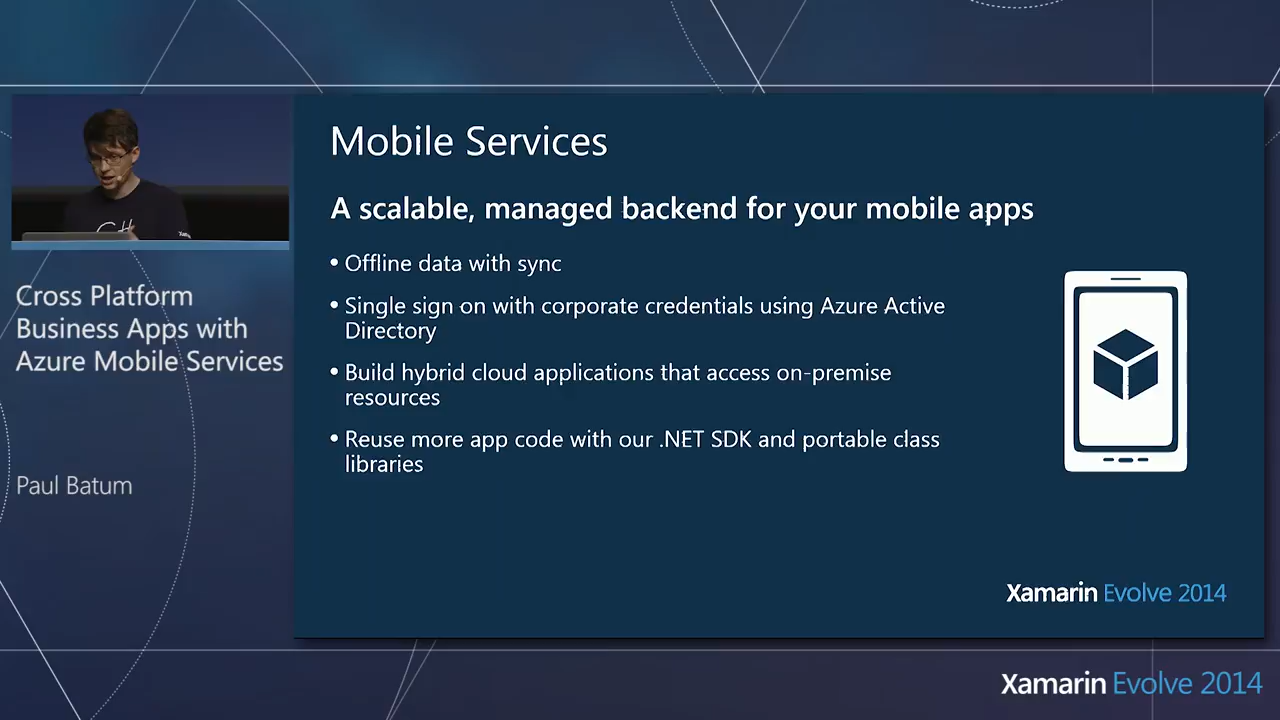 Mobile Services
A scalable, managed backend for your mobile apps
• Offline data with sync
• Single sign on with corporate credentials using Azure Active
Directory
• Build hybrid cloud applications that access on-premise
resources
• Reuse more app code with our .NET SDK and portable class
libraries
Xamarin Evolve 2014
Cross Platform
Business Apps with
Azure Mobile Services
Paul Batum
Xamarin Evolve 2014